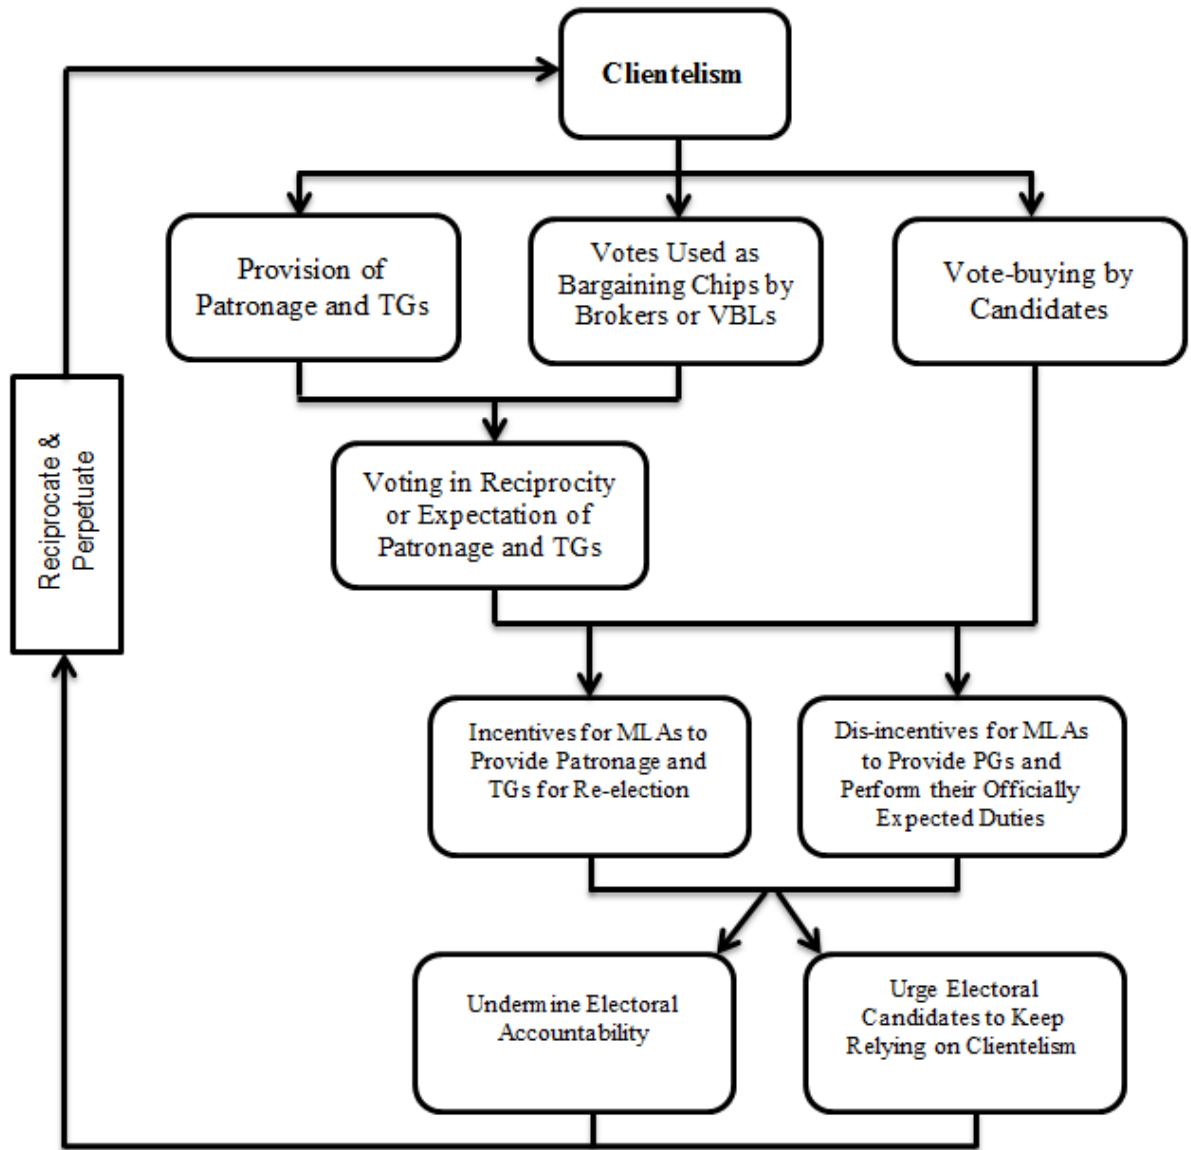 Clientelism
Provision of
Patronage and TGs
Votes Used as
Bargaining Chips by
Brokers or VBLs
Vote-buying by
Candidates
Reciprocate &
Perpetuate
Voting in Reciprocity
or Expectation of
Patronage and TGs
Incentives for MLAs to
Provide Patronage and
TGs for Re-election
Dis-incentives for MLAs
to Provide PGs and
Perform their Officially
Expected Duties
Undermine Electoral
Accountability
Urge Electoral
Candidates to Keep
Relying on Clientelism